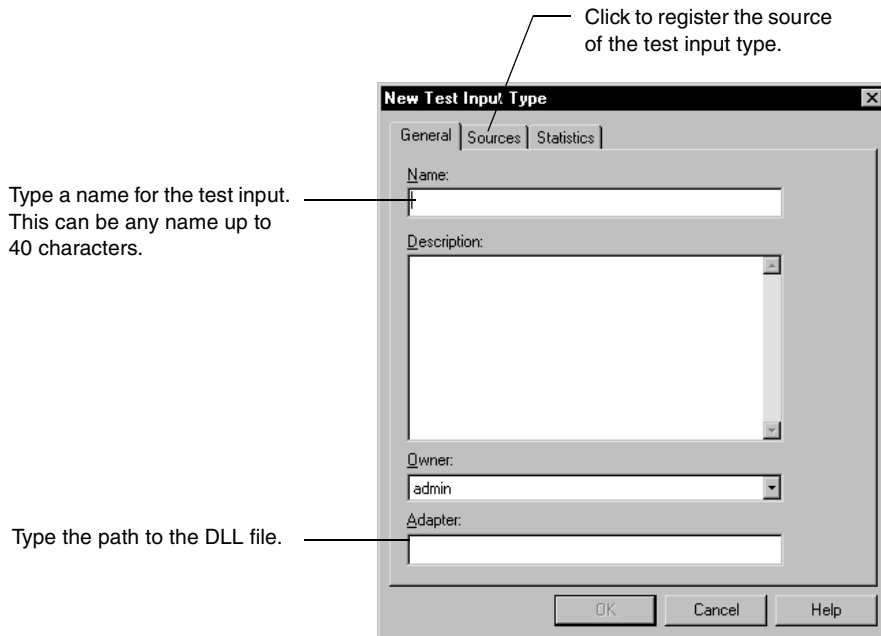 Click to register the source
of the test input type.
New Test Input Type
General Sources Statistics
Name:
Type a name for the test input.
This can be any name up to
40 characters.
Description:
Owner:
admin
Adapter:
Type the path to the DLL file.
OK Cancel Help